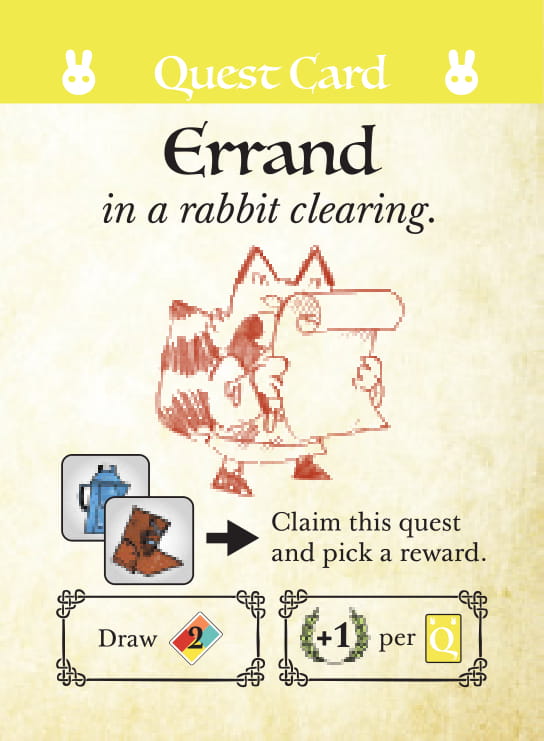 Quest Card
Errand
in a rabbit clearing.
Claim this quest
and pick a reward.
Draw 2
+1 per Q